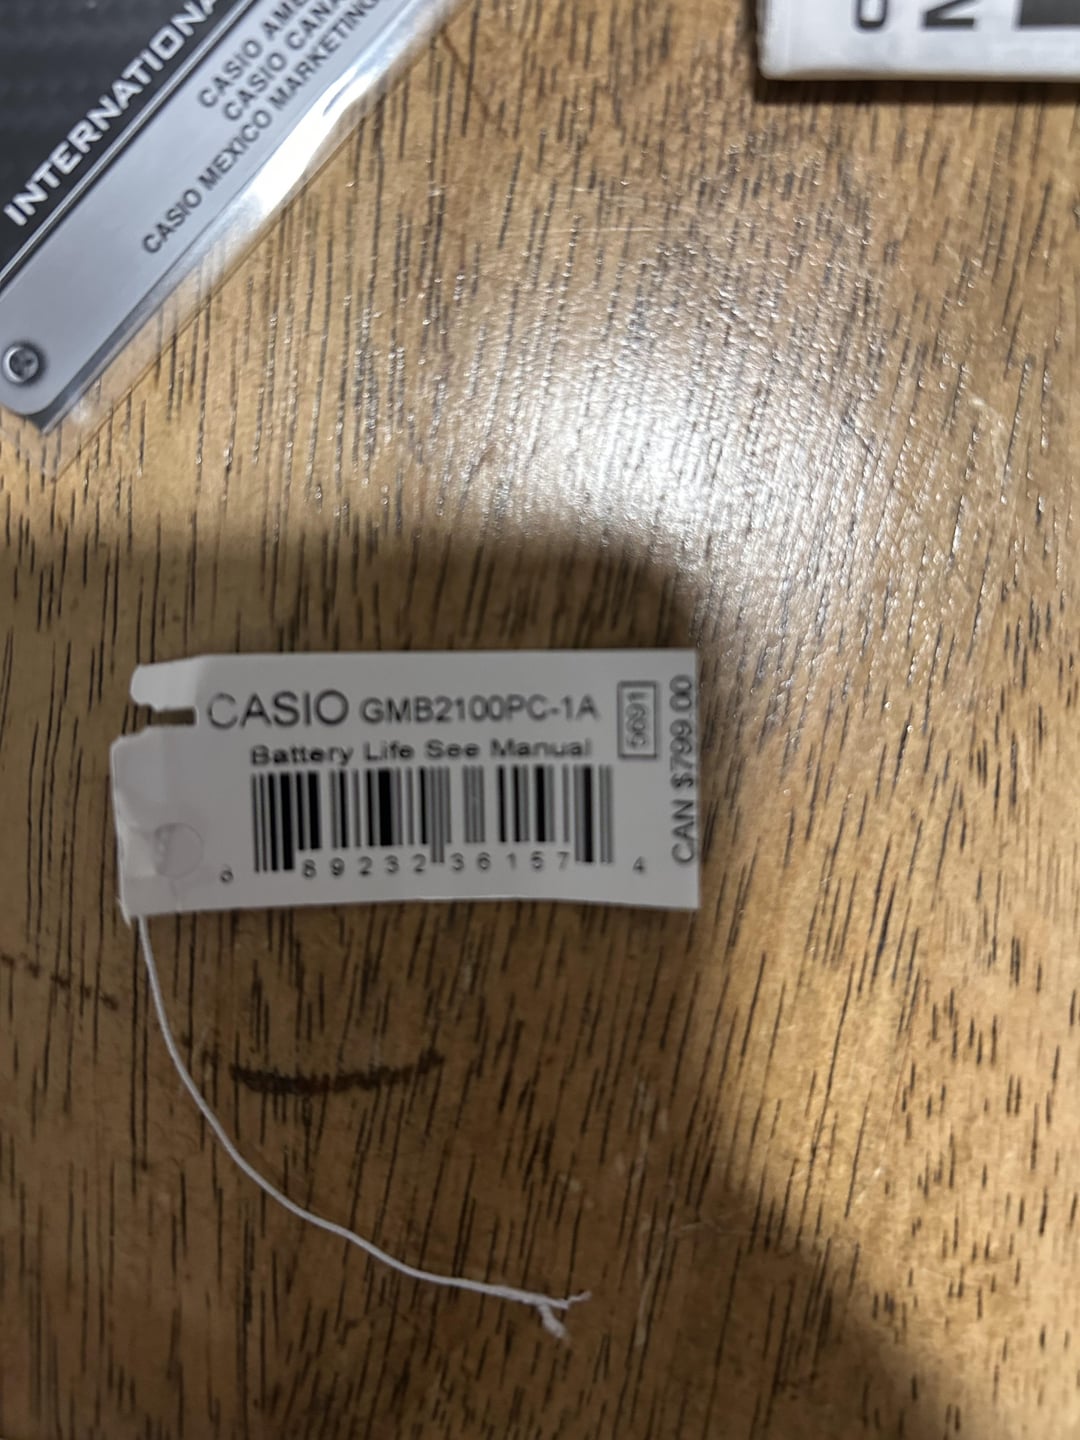 INTERNATIONA
CASIO AME
CASIO CANA
CASIO MEXICO MARKETING
CASIO GMB2100PC-1A
Battery Life See Manual
5691
CAN $799.00
0 89232 36157 4